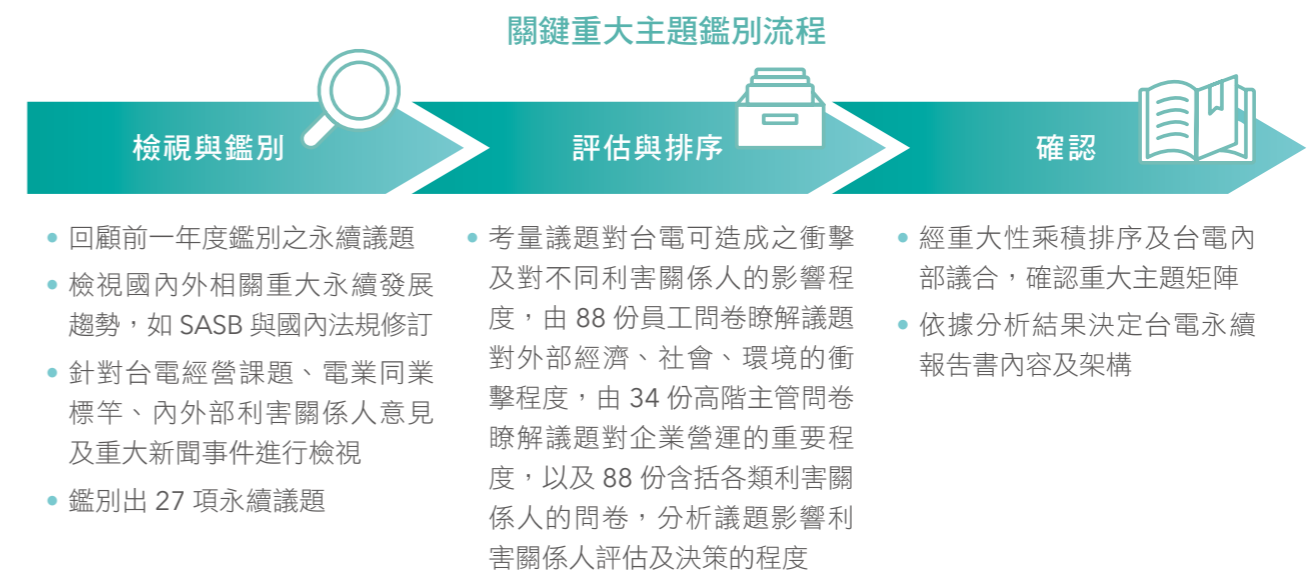 關鍵重大主題鑑別流程
檢視與鑑別
• 回顧前一年度鑑別之永續議題
• 檢視國內外相關重大永續發展
趨勢,如 SASB 與國內法規修訂
• 針對台電經營課題、電業同業
標竿、內外部利害關係人意見
及重大新聞事件進行檢視
• 鑑別出 27 項永續議題
評估與排序
• 考量議題對台電可造成之衝擊
及對不同利害關係人的影響程
度,由 88 份員工問卷瞭解議題
對外部經濟、社會、環境的衝
擊程度,由 34 份高階主管問卷
瞭解議題對企業營運的重要程
度,以及 88 份含括各類利害關
係人的問卷,分析議題影響利
害關係人評估及決策的程度
確認
• 經重大性乘積排序及台電內
部議合,確認重大主題矩陣
• 依據分析結果決定台電永續
報告書內容及架構